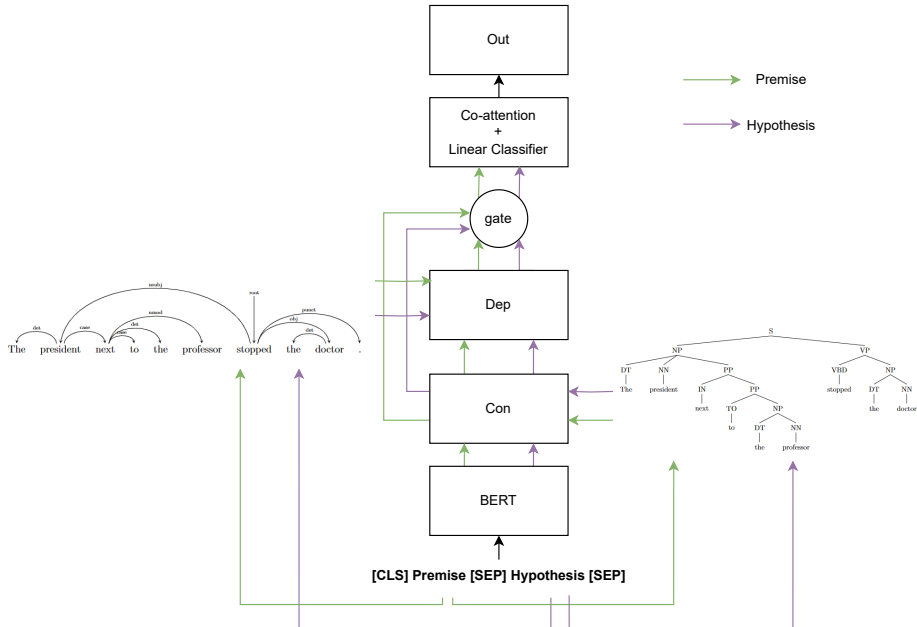 Out
Co-attention
+
Linear Classifier
Premise
Hypothesis
gate
Dep
nsubj
root
punct
obj
det case nmod det case det
The president next to the professor stopped the doctor .
Con
S
NP VP
DT NN PP VBD NP
The president IN PP stopped DT NN
next TO NP the doctor
to DT NN
the professor
BERT
[CLS] Premise [SEP] Hypothesis [SEP]